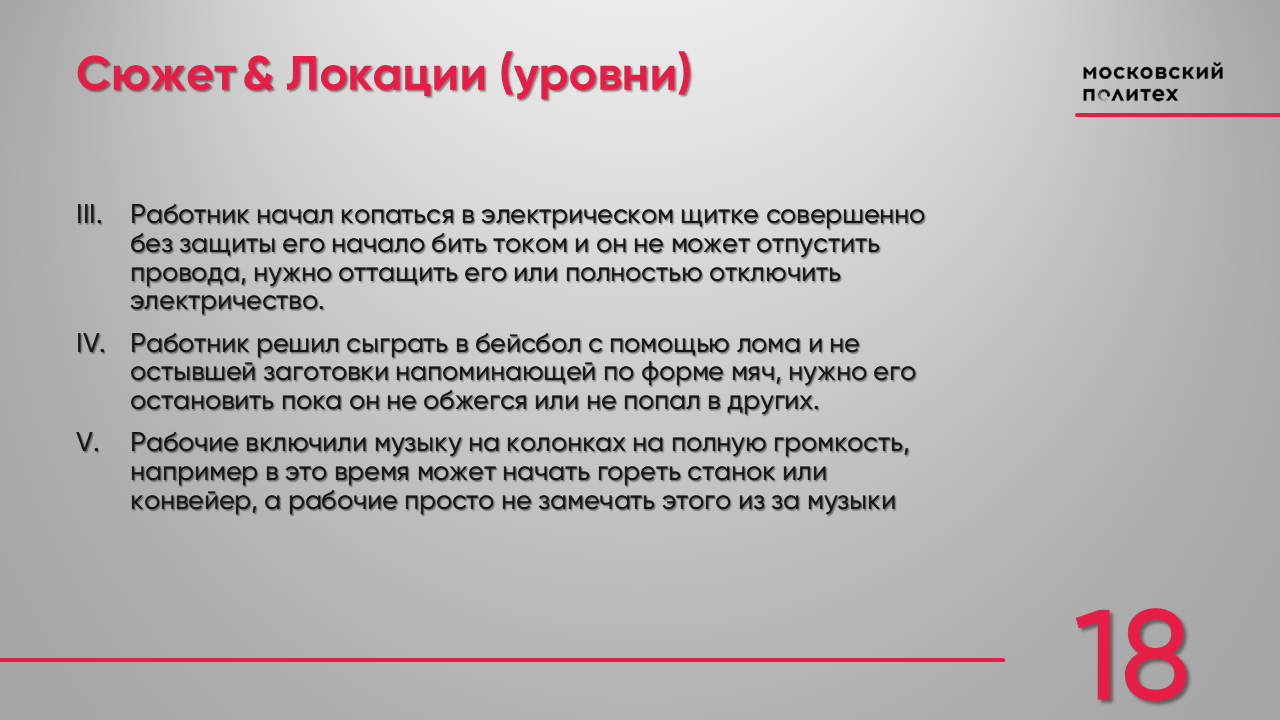 Сюжет & Локации (уровни)
московский
политех
III. Работник начал копаться в электрическом щитке совершенно
без защиты его начало бить током и он не может отпустить
провода, нужно оттащить его или полностью отключить
электричество.
IV. Работник решил сыграть в бейсбол с помощью лома и не
остывшей заготовки напоминающей по форме мяч, нужно его
остановить пока он не обжегся или не попал в других.
V. Рабочие включили музыку на колонках на полную громкость,
например в это время может начать гореть станок или
конвейер, а рабочие просто не замечать этого из за музыки
18